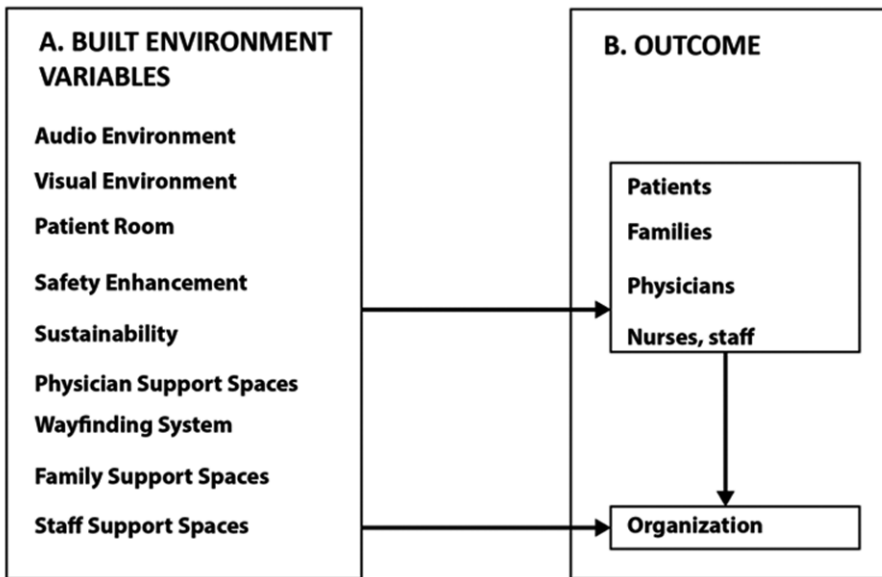 A. BUILT ENVIRONMENT
VARIABLES
Audio Environment
Visual Environment
Patient Room
Safety Enhancement
Sustainability
Physician Support Spaces
Wayfinding System
Family Support Spaces
Staff Support Spaces
B. OUTCOME
Patients
Families
Physicians
Nurses, staff
Organization